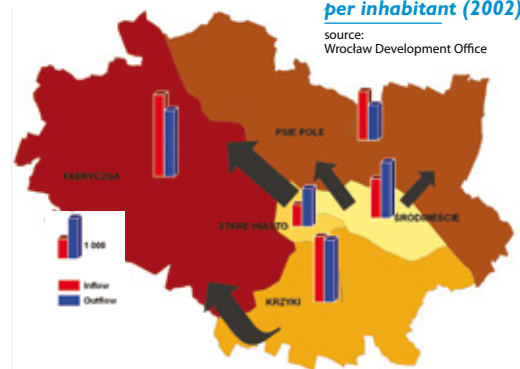 per inhabitant (2002)
source:
Wrocław Development Office
PSIE POLE
FABRYCZNA
STARE MIASTO
ŚRÓDMIEŚCIE
1 000
Inflow
Outflow
KRZYKI